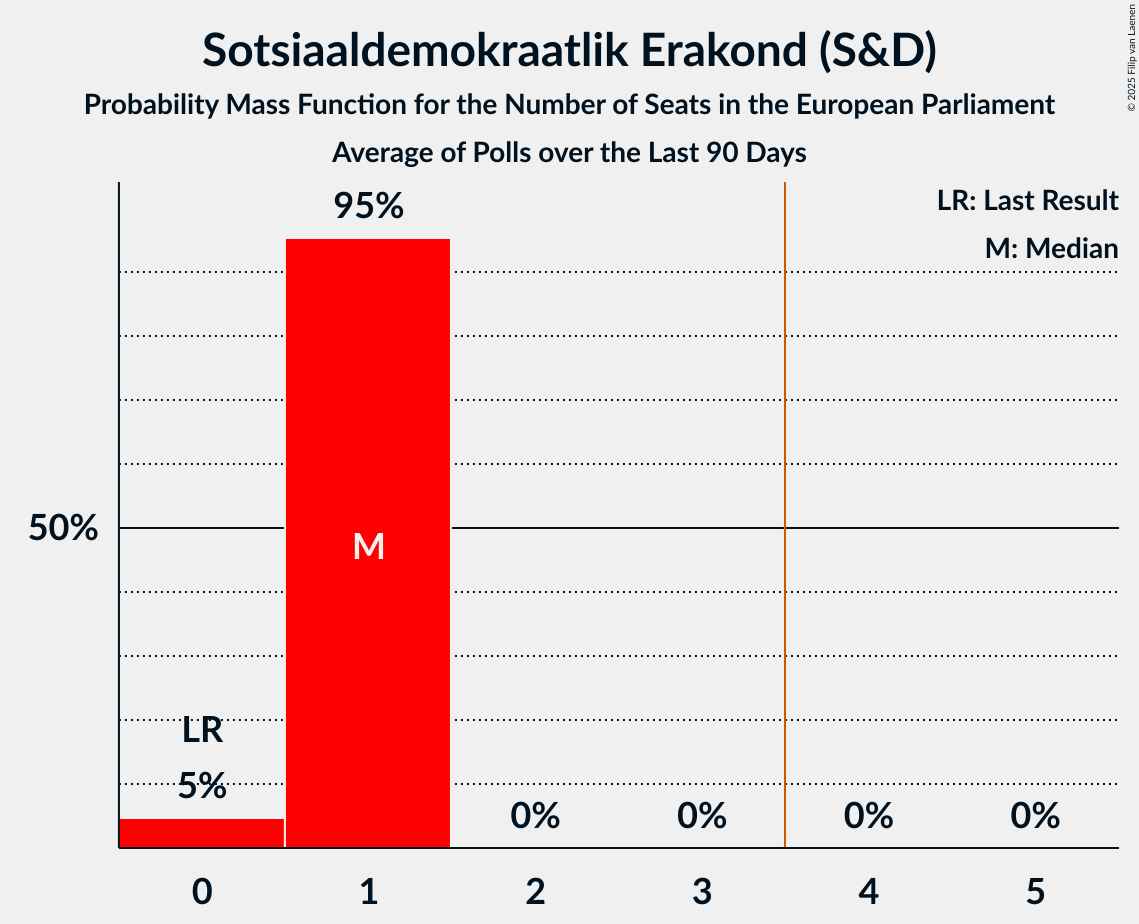 Sotsiaaldemokraatlik Erakond (S&D)
Probability Mass Function for the Number of Seats in the European Parliament
Average of Polls over the Last 90 Days
© 2025 Filip van Laenen
LR: Last Result
M: Median
95%
50%
M
LR
5%
0% 0% 0% 0%
0 1 2 3 4 5